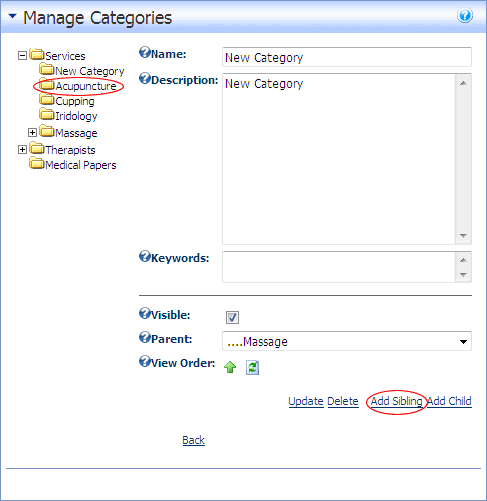 Manage Categories
Services
New Category
Acupuncture
Cupping
Iridology
Massage
Therapists
Medical Papers
Name: New Category
Description: New Category
Keywords:
Visible:
Parent: ....Massage
View Order:
Update Delete Add Sibling Add Child
Back